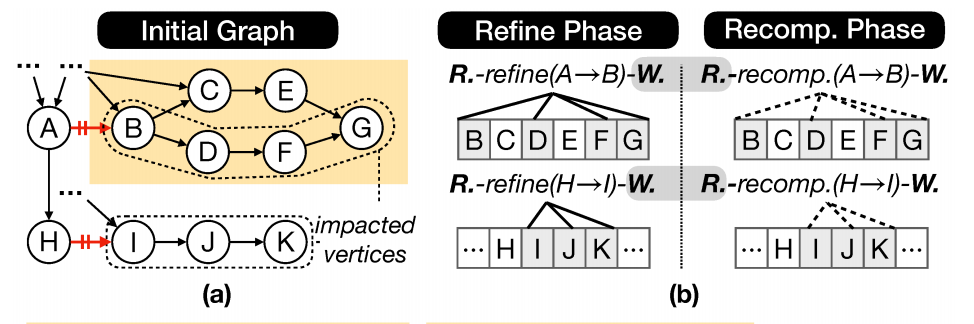 Initial Graph
Refine Phase
Recomp. Phase
... ...
R.-refine(A→B)-W.
R.-recomp.(A→B)-W.
C E
A B G
D F
B C D E F G
B C D E F G
...
R.-refine(H→I)-W.
R.-recomp.(H→I)-W.
H I J K
impacted
vertices
... H I J K ...
... H I J K ...
(a)
(b)